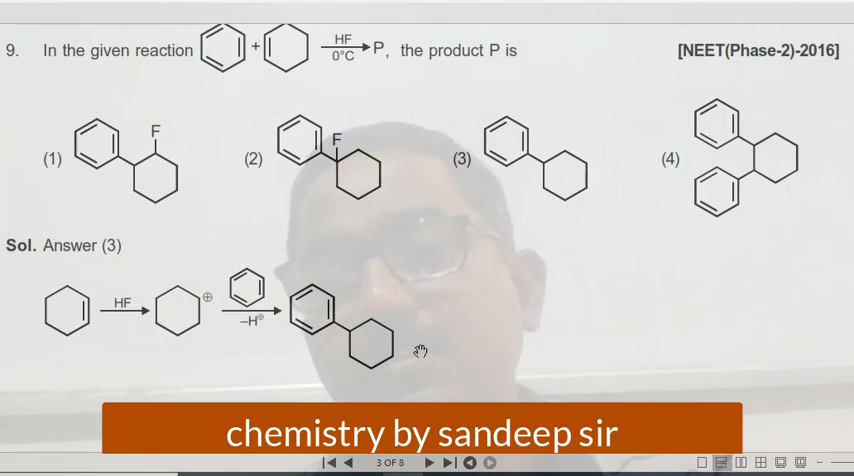 9. In the given reaction + HF 0°C P, the product P is [NEET(Phase-2)-2016]
(1) F (2) F (3) (4)
Sol. Answer (3)
HF ⊕ –H⊕
chemistry by sandeep sir
3 OF 8